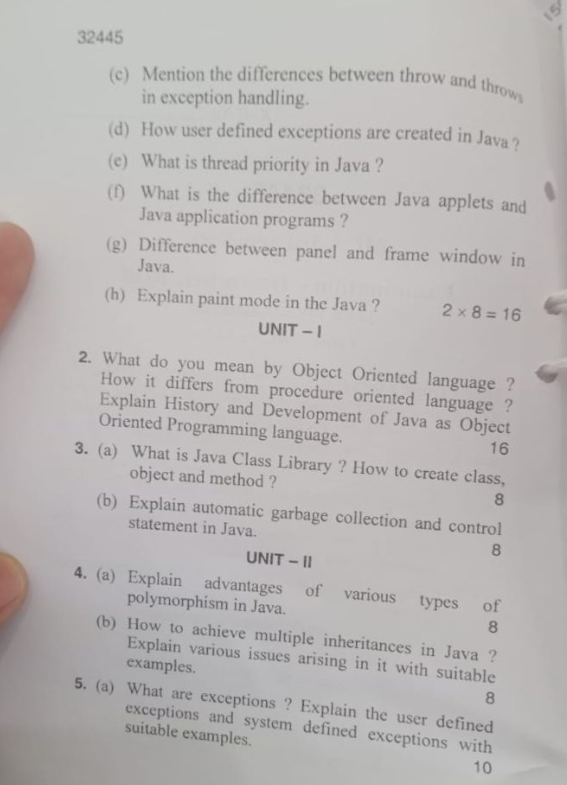 32445
(c) Mention the differences between throw and throws
in exception handling.
(d) How user defined exceptions are created in Java ?
(e) What is thread priority in Java ?
(f) What is the difference between Java applets and
Java application programs ?
(g) Difference between panel and frame window in
Java.
(h) Explain paint mode in the Java ? 2 × 8 = 16
UNIT – I
2. What do you mean by Object Oriented language ?
How it differs from procedure oriented language ?
Explain History and Development of Java as Object
Oriented Programming language. 16
3. (a) What is Java Class Library ? How to create class,
object and method ? 8
(b) Explain automatic garbage collection and control
statement in Java. 8
UNIT – II
4. (a) Explain advantages of various types of
polymorphism in Java. 8
(b) How to achieve multiple inheritances in Java ?
Explain various issues arising in it with suitable
examples. 8
5. (a) What are exceptions ? Explain the user defined
exceptions and system defined exceptions with
suitable examples. 10